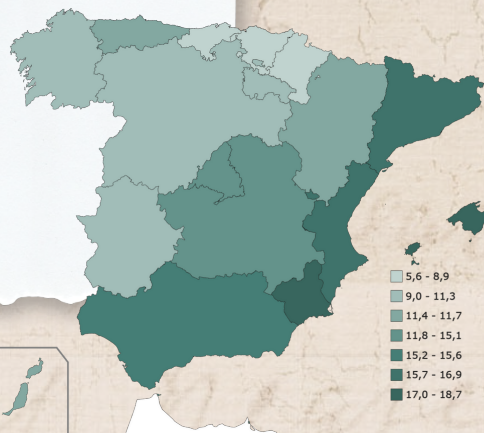 5,6 - 8,9
9,0 - 11,3
11,4 - 11,7
11,8 - 15,1
15,2 - 15,6
15,7 - 16,9
17,0 - 18,7